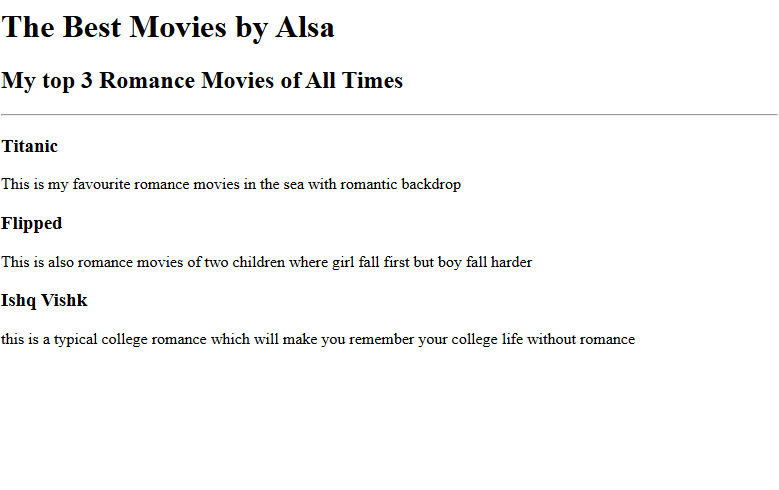 The Best Movies by Alsa
My top 3 Romance Movies of All Times
Titanic
This is my favourite romance movies in the sea with romantic backdrop
Flipped
This is also romance movies of two children where girl fall first but boy fall harder
Ishq Vishk
this is a typical college romance which will make you remember your college life without romance